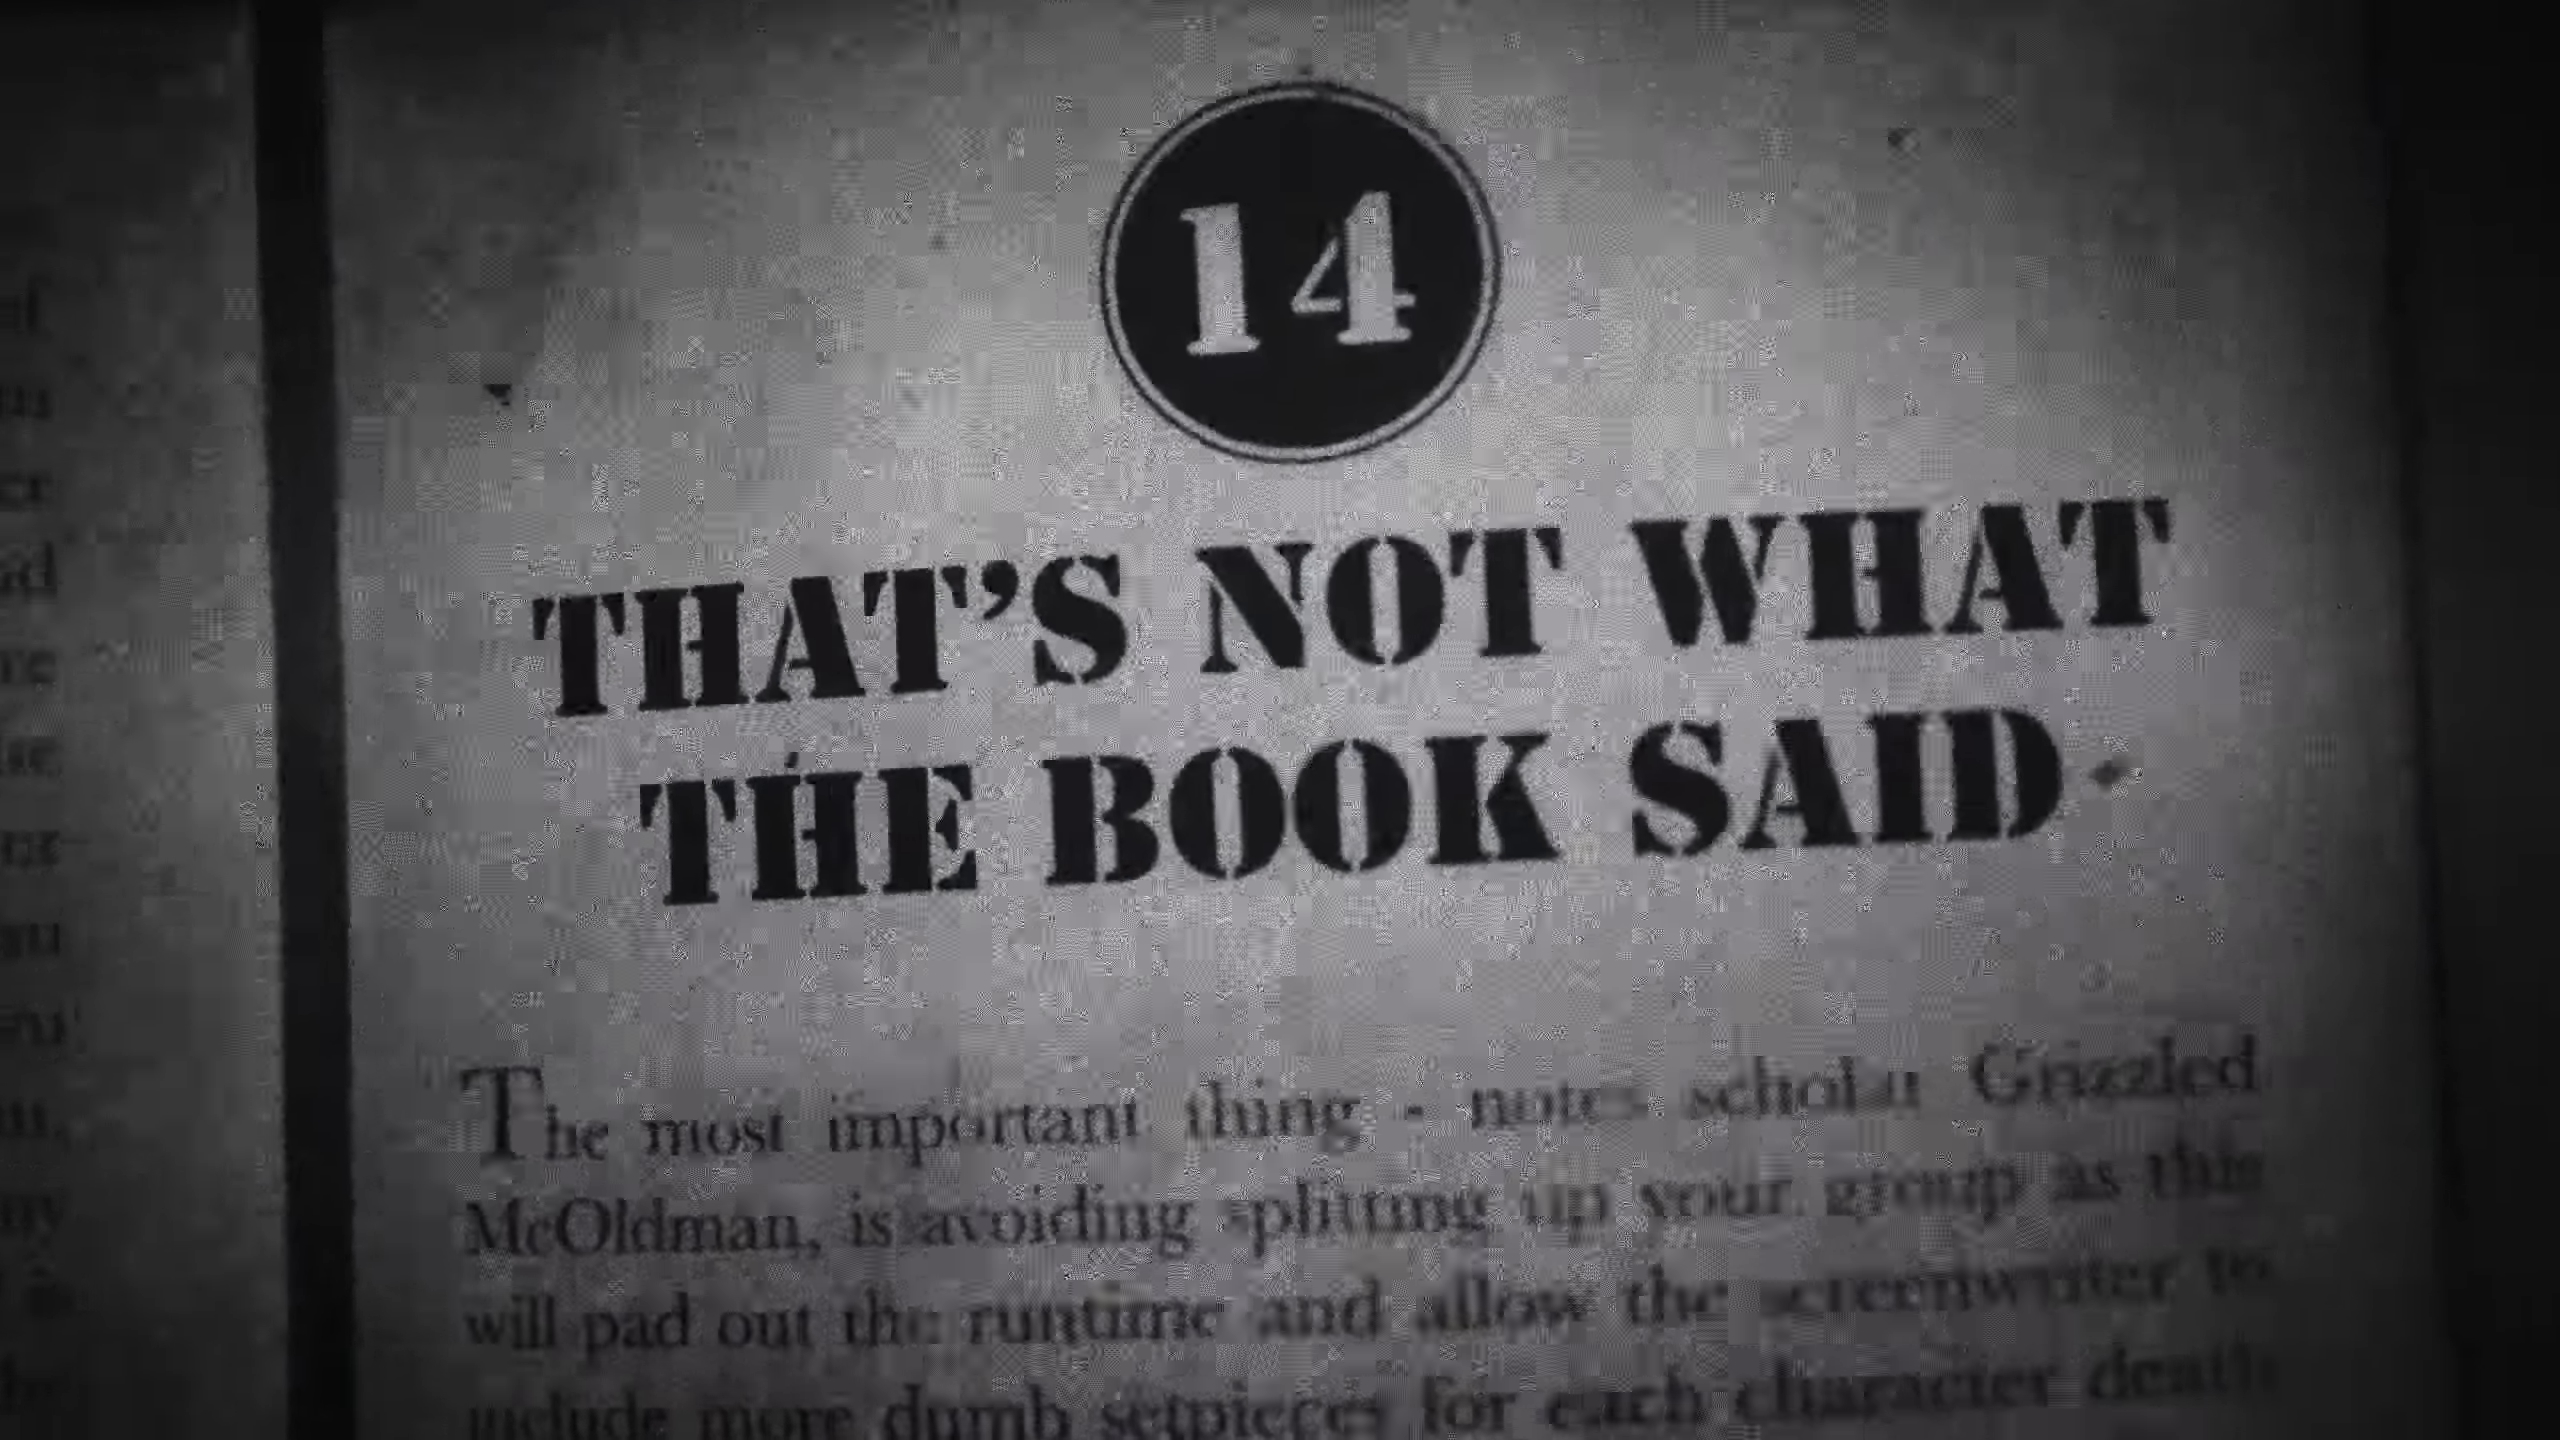 14
THAT'S NOT WHAT
THE BOOK SAID
The most important thing - notes scholar Grizzled
McOldman, is avoiding splitting up your group as this
will pad out the runtime and allow the screenwriter to
include more dumb setpieces for each character death